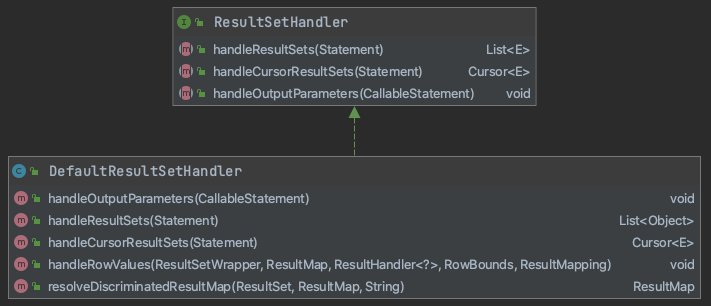 I ResultSetHandler
m handleResultSets(Statement) List<E>
m handleCursorResultSets(Statement) Cursor<E>
m handleOutputParameters(CallableStatement) void
C DefaultResultSetHandler
m handleOutputParameters(CallableStatement) void
m handleResultSets(Statement) List<Object>
m handleCursorResultSets(Statement) Cursor<E>
m handleRowValues(ResultSetWrapper, ResultMap, ResultHandler<?>, RowBounds, ResultMapping) void
m resolveDiscriminatedResultMap(ResultSet, ResultMap, String) ResultMap